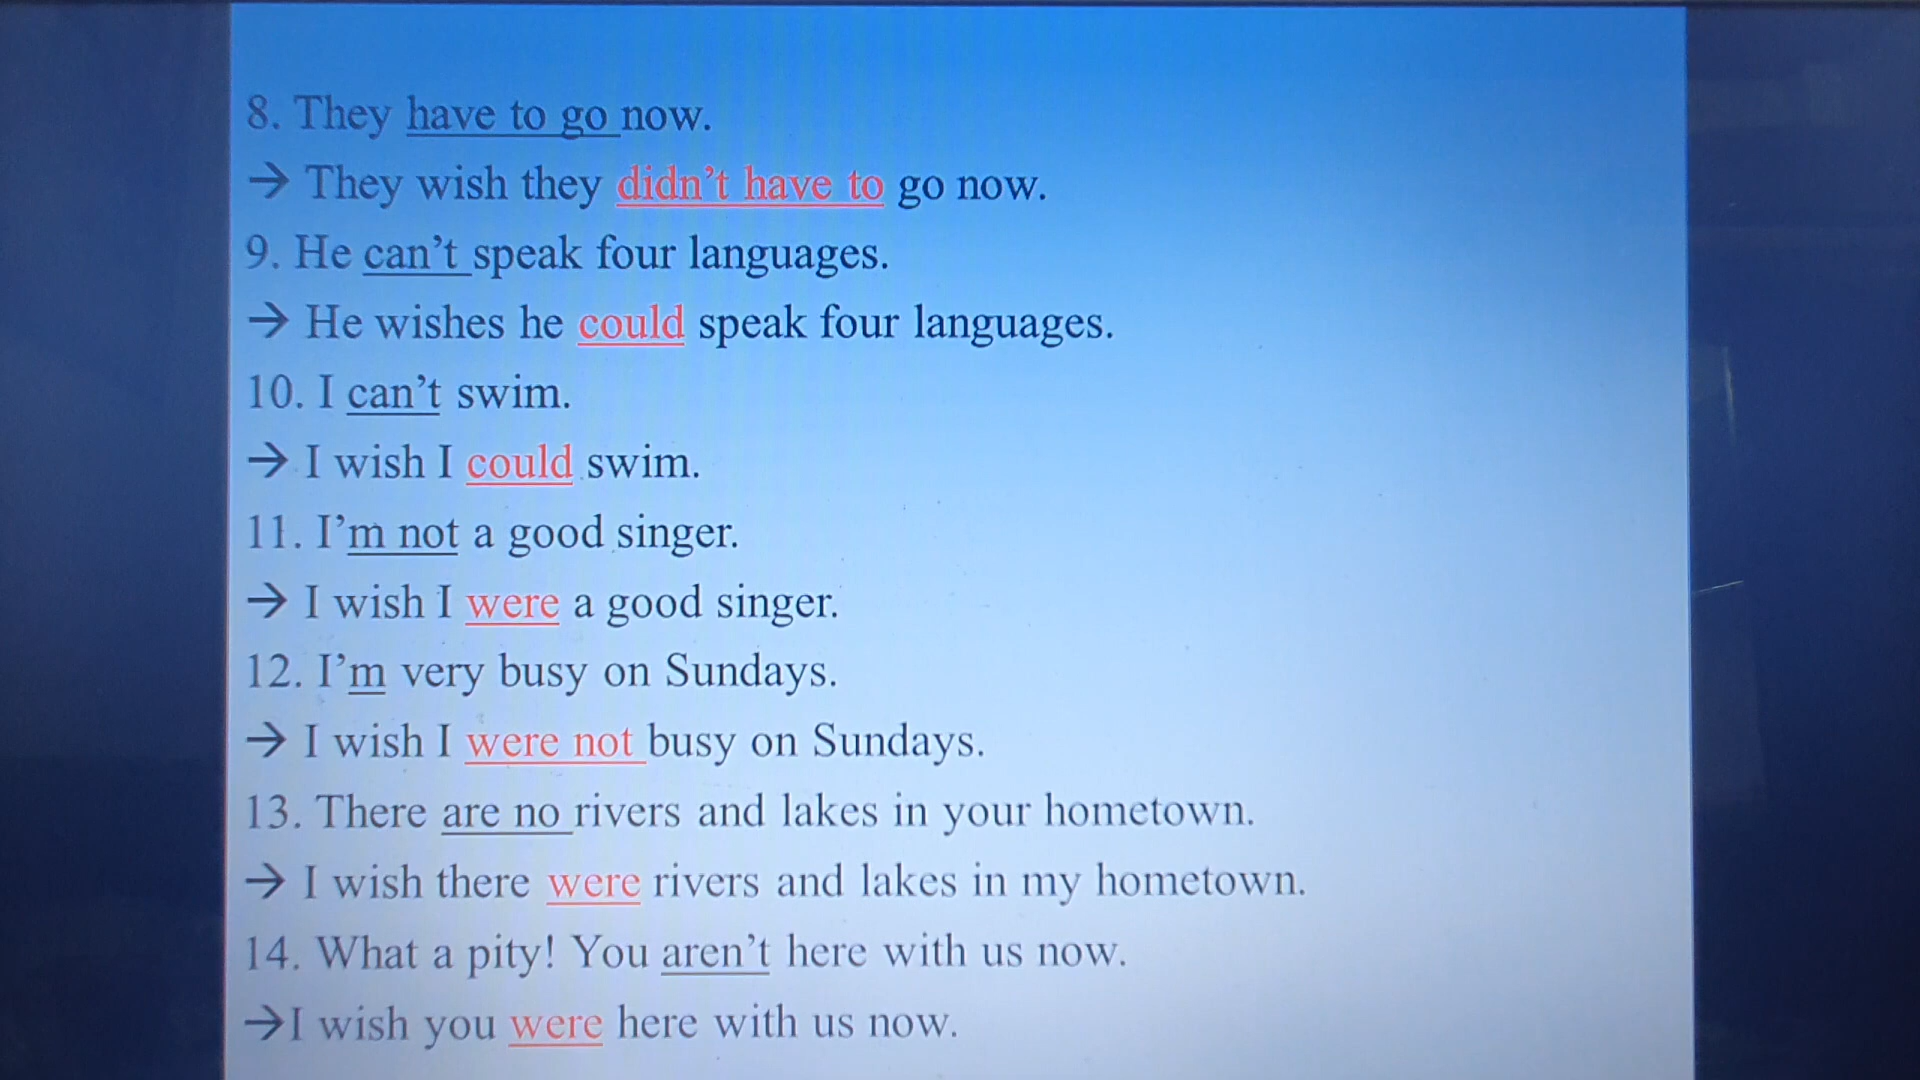 8. They have to go now.
→ They wish they didn’t have to go now.
9. He can’t speak four languages.
→ He wishes he could speak four languages.
10. I can’t swim.
→ I wish I could swim.
11. I’m not a good singer.
→ I wish I were a good singer.
12. I’m very busy on Sundays.
→ I wish I were not busy on Sundays.
13. There are no rivers and lakes in your hometown.
→ I wish there were rivers and lakes in my hometown.
14. What a pity! You aren’t here with us now.
→I wish you were here with us now.